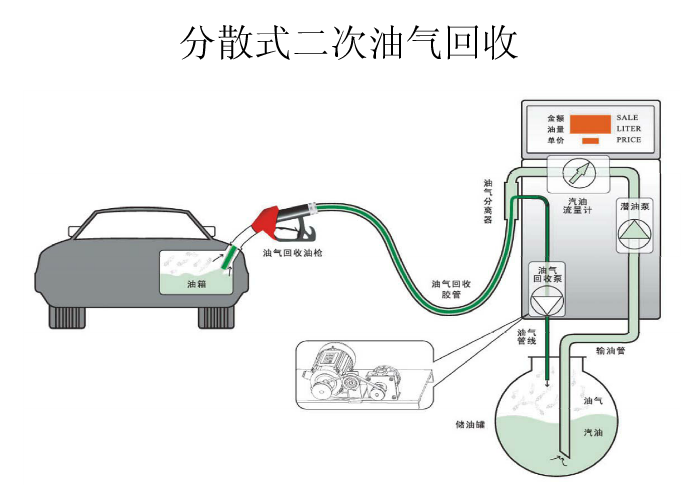 分散式二次油气回收
金额 SALE
油量 LITER
单价 PRICE
油气分离器
汽油
流量计
潜油泵
油气回收油枪
油箱
油气回收
胶管
油气
回收泵
油气
管线
输油管
储油罐
油气
汽油